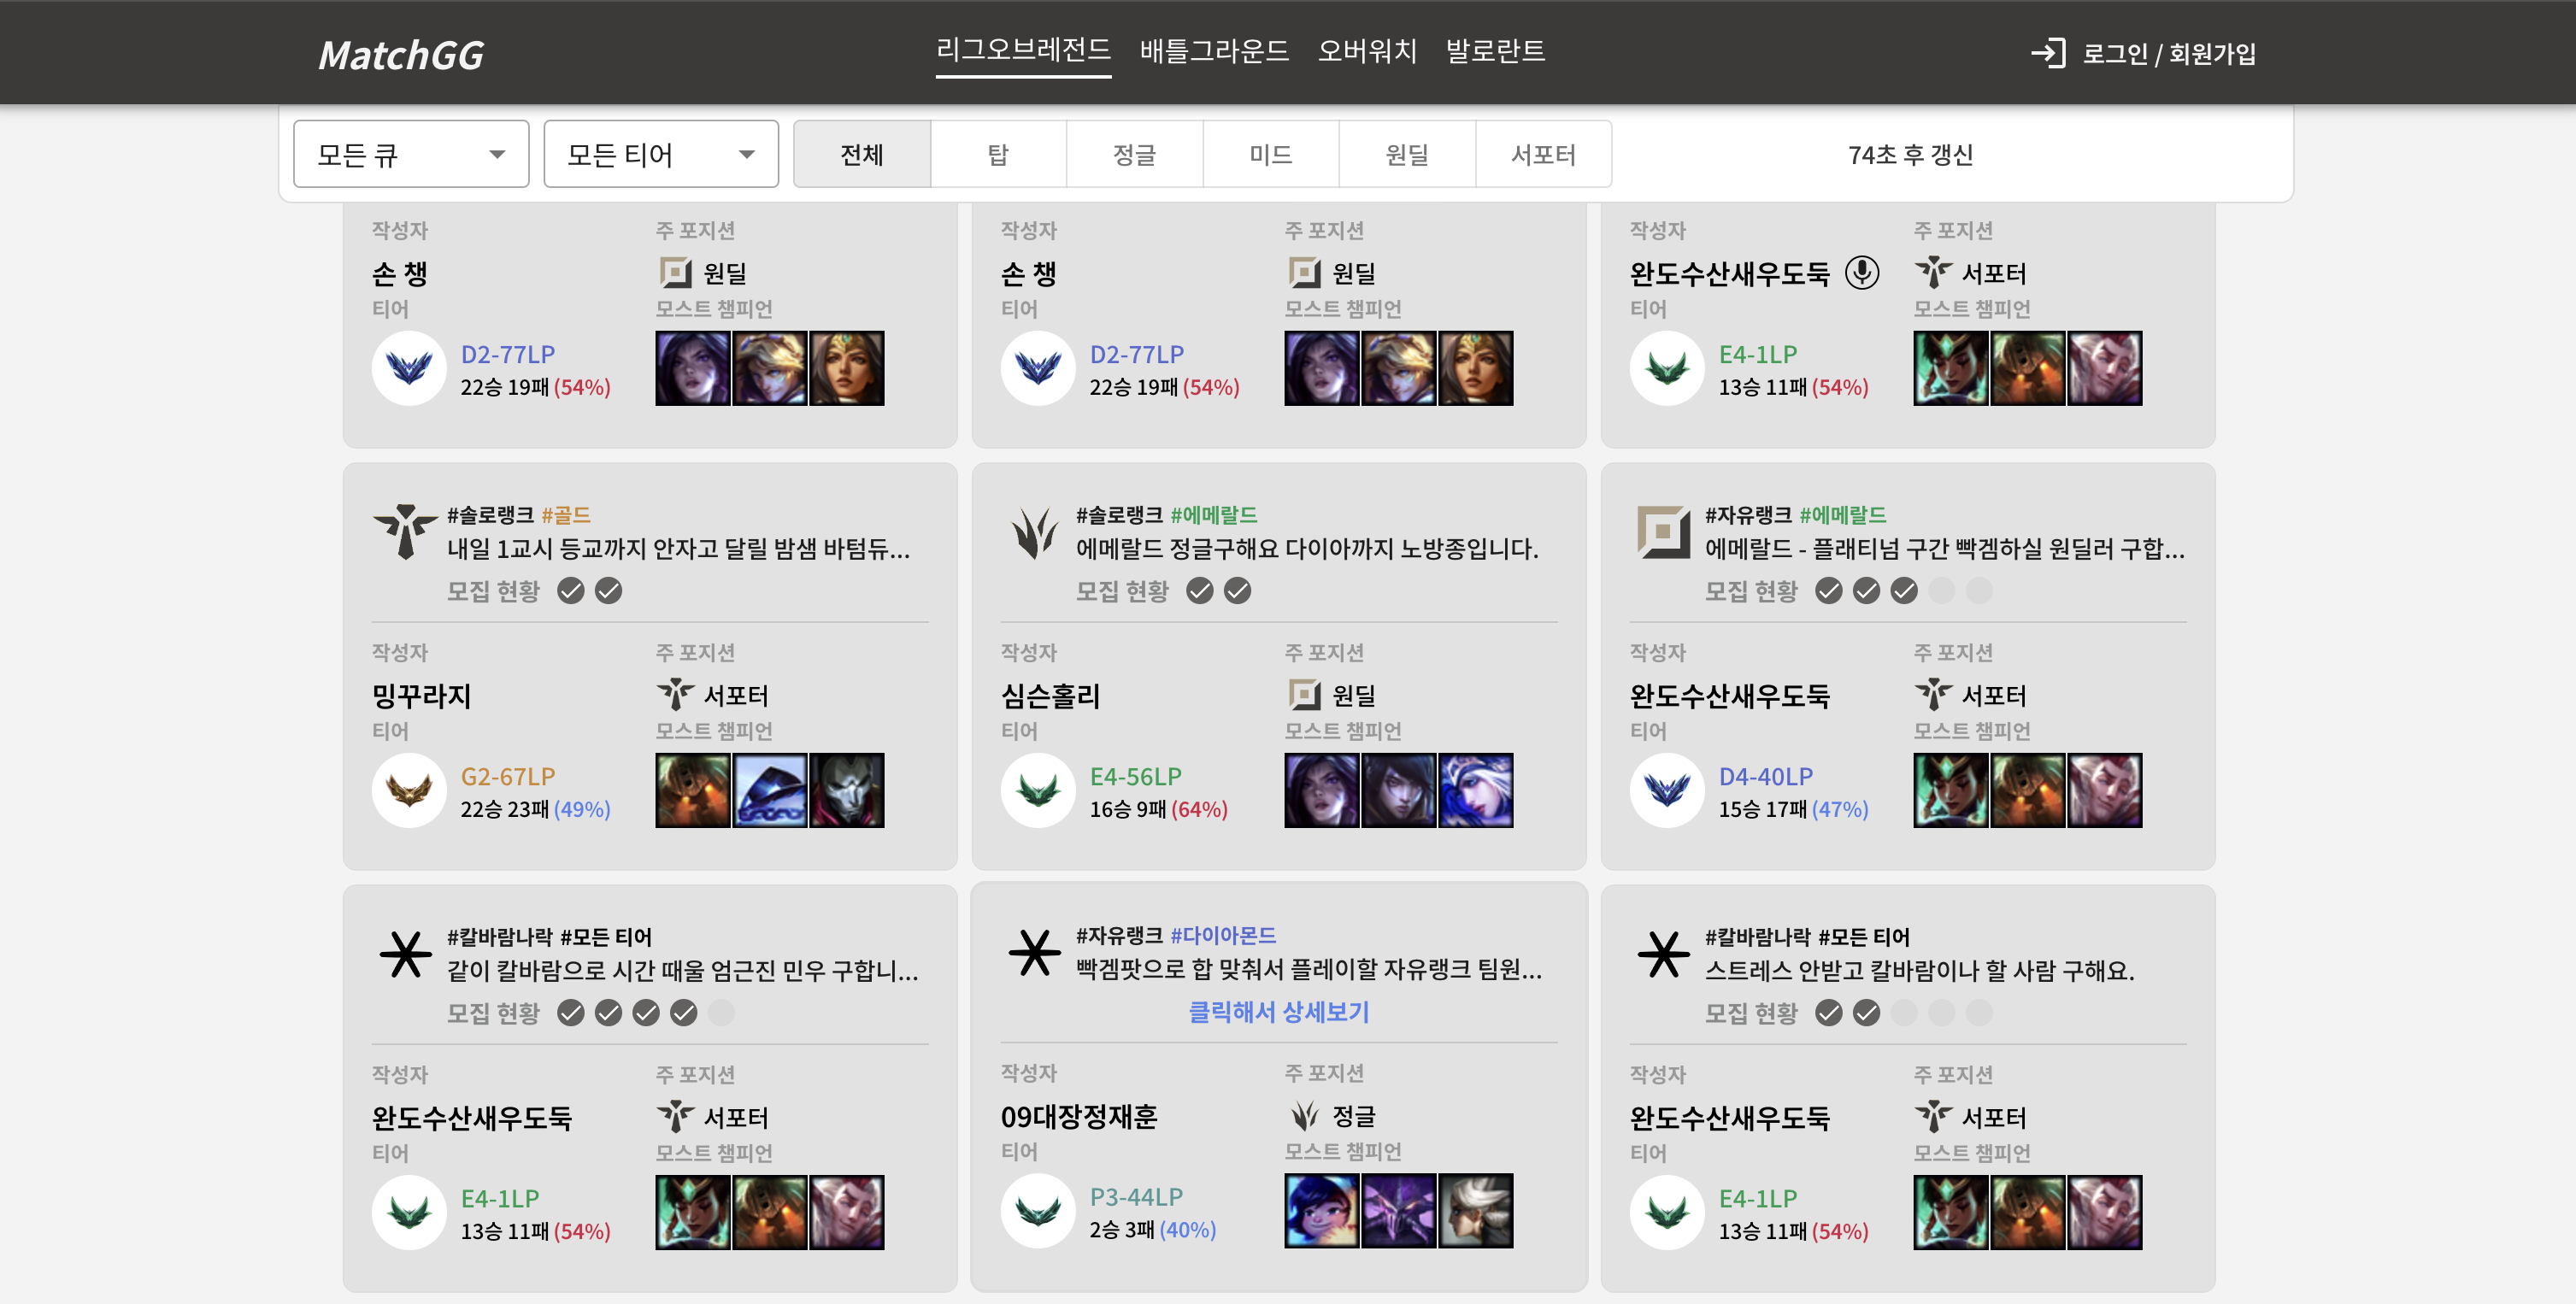 MatchGG
리그오브레전드 배틀그라운드 오버워치 발로란트
로그인 / 회원가입
모든 큐
모든 티어
전체 탑 정글 미드 원딜 서포터
74초 후 갱신
작성자 주 포지션
손 챙 원딜
티어 모스트 챔피언
D2-77LP
22승 19패 (54%)
작성자 주 포지션
손 챙 원딜
티어 모스트 챔피언
D2-77LP
22승 19패 (54%)
작성자 주 포지션
완도수산새우도둑 서포터
티어 모스트 챔피언
E4-1LP
13승 11패 (54%)
#솔로랭크 #골드
내일 1교시 등교까지 안자고 달릴 밤샘 바텀듀...
모집 현황
작성자 주 포지션
밍꾸라지 서포터
티어 모스트 챔피언
G2-67LP
22승 23패 (49%)
#솔로랭크 #에메랄드
에메랄드 정글구해요 다이아까지 노방종입니다.
모집 현황
작성자 주 포지션
심슨홀리 원딜
티어 모스트 챔피언
E4-56LP
16승 9패 (64%)
#자유랭크 #에메랄드
에메랄드 - 플래티넘 구간 빡겜하실 원딜러 구합...
모집 현황
작성자 주 포지션
완도수산새우도둑 서포터
티어 모스트 챔피언
D4-40LP
15승 17패 (47%)
#칼바람나락 #모든 티어
같이 칼바람으로 시간 때울 엄근진 민우 구합니...
모집 현황
작성자 주 포지션
완도수산새우도둑 서포터
티어 모스트 챔피언
E4-1LP
13승 11패 (54%)
#자유랭크 #다이아몬드
빡겜팟으로 합 맞춰서 플레이할 자유랭크 팀원...
클릭해서 상세보기
작성자 주 포지션
09대장정재훈 정글
티어 모스트 챔피언
P3-44LP
2승 3패 (40%)
#칼바람나락 #모든 티어
스트레스 안받고 칼바람이나 할 사람 구해요.
모집 현황
작성자 주 포지션
완도수산새우도둑 서포터
티어 모스트 챔피언
E4-1LP
13승 11패 (54%)